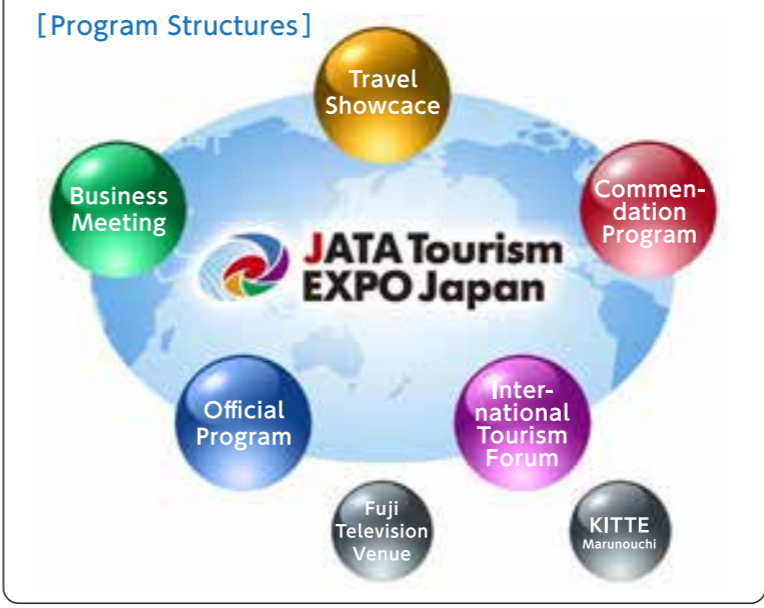 [Program Structures]
Travel
Showcace
Business
Meeting
Commen-
dation
Program
JATA Tourism
EXPO Japan
Official
Program
Inter-
national
Tourism
Forum
Fuji
Television
Venue
KITTE
Marunouchi